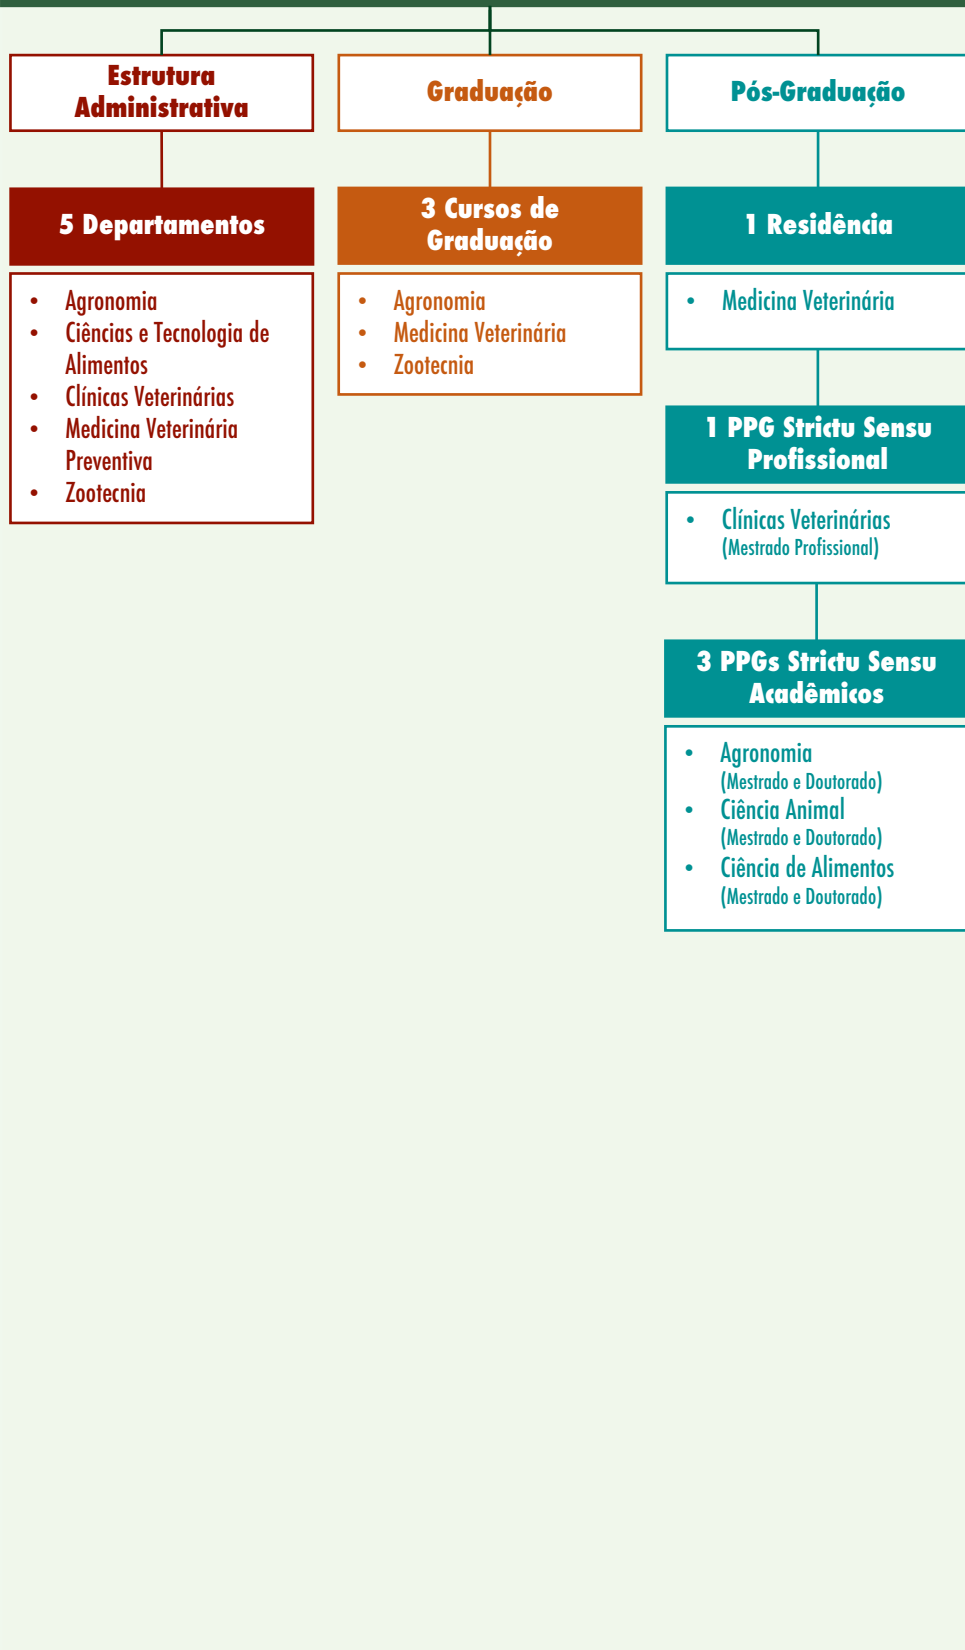 Estrutura
Administrativa
5 Departamentos
• Agronomia
• Ciências e Tecnologia de
Alimentos
• Clínicas Veterinárias
• Medicina Veterinária
Preventiva
• Zootecnia
Graduação
3 Cursos de
Graduação
• Agronomia
• Medicina Veterinária
• Zootecnia
Pós-Graduação
1 Residência
• Medicina Veterinária
1 PPG Strictu Sensu
Profissional
• Clínicas Veterinárias
(Mestrado Profissional)
3 PPGs Strictu Sensu
Acadêmicos
• Agronomia
(Mestrado e Doutorado)
• Ciência Animal
(Mestrado e Doutorado)
• Ciência de Alimentos
(Mestrado e Doutorado)